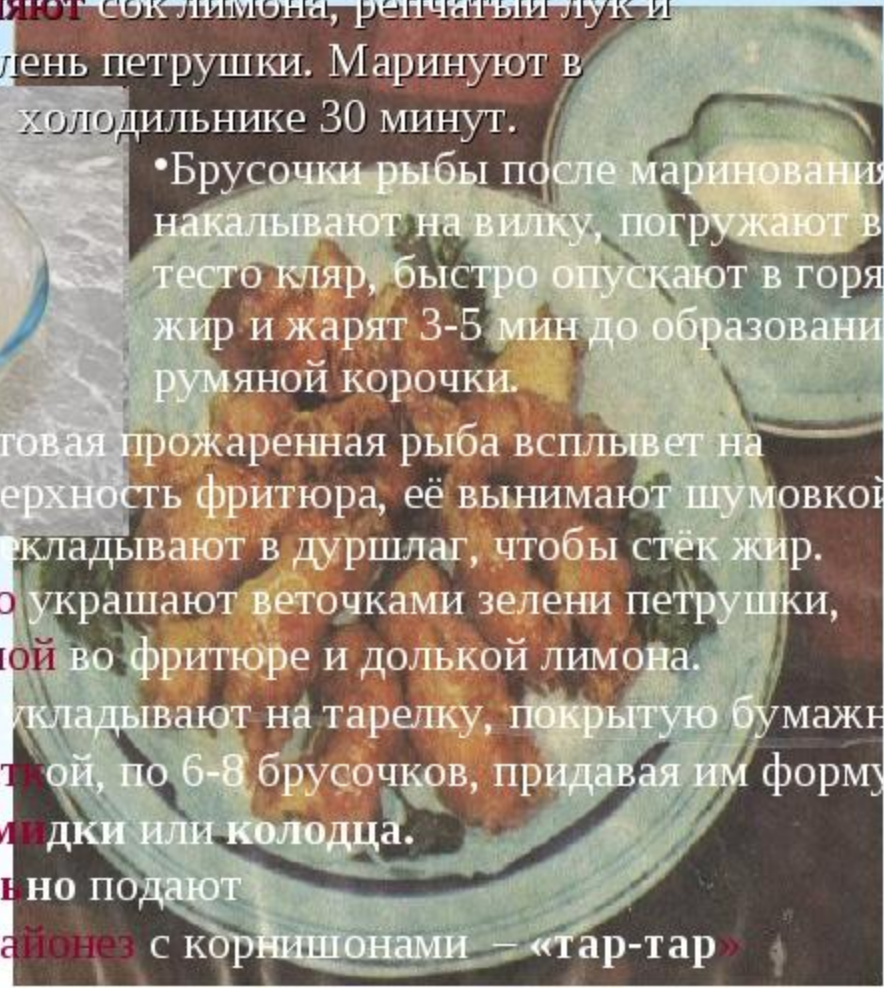 яют сок лимона, репчатый лук и
лень петрушки. Маринуют в
холодильнике 30 минут.
•Брусочки рыбы после маринования
накалывают на вилку, погружают в
тесто кляр, быстро опускают в горя
жир и жарят 3-5 мин до образовани
румяной корочки.
товая прожаренная рыба всплывет на
ерхность фритюра, её вынимают шумовкой
екладывают в дуршлаг, чтобы стёк жир.
о украшают веточками зелени петрушки,
ной во фритюре и долькой лимона.
укладывают на тарелку, покрытую бумажн
ткой, по 6-8 брусочков, придавая им форму
мидки или колодца.
ьно подают
айонез с корнишонами – «тар-тар»